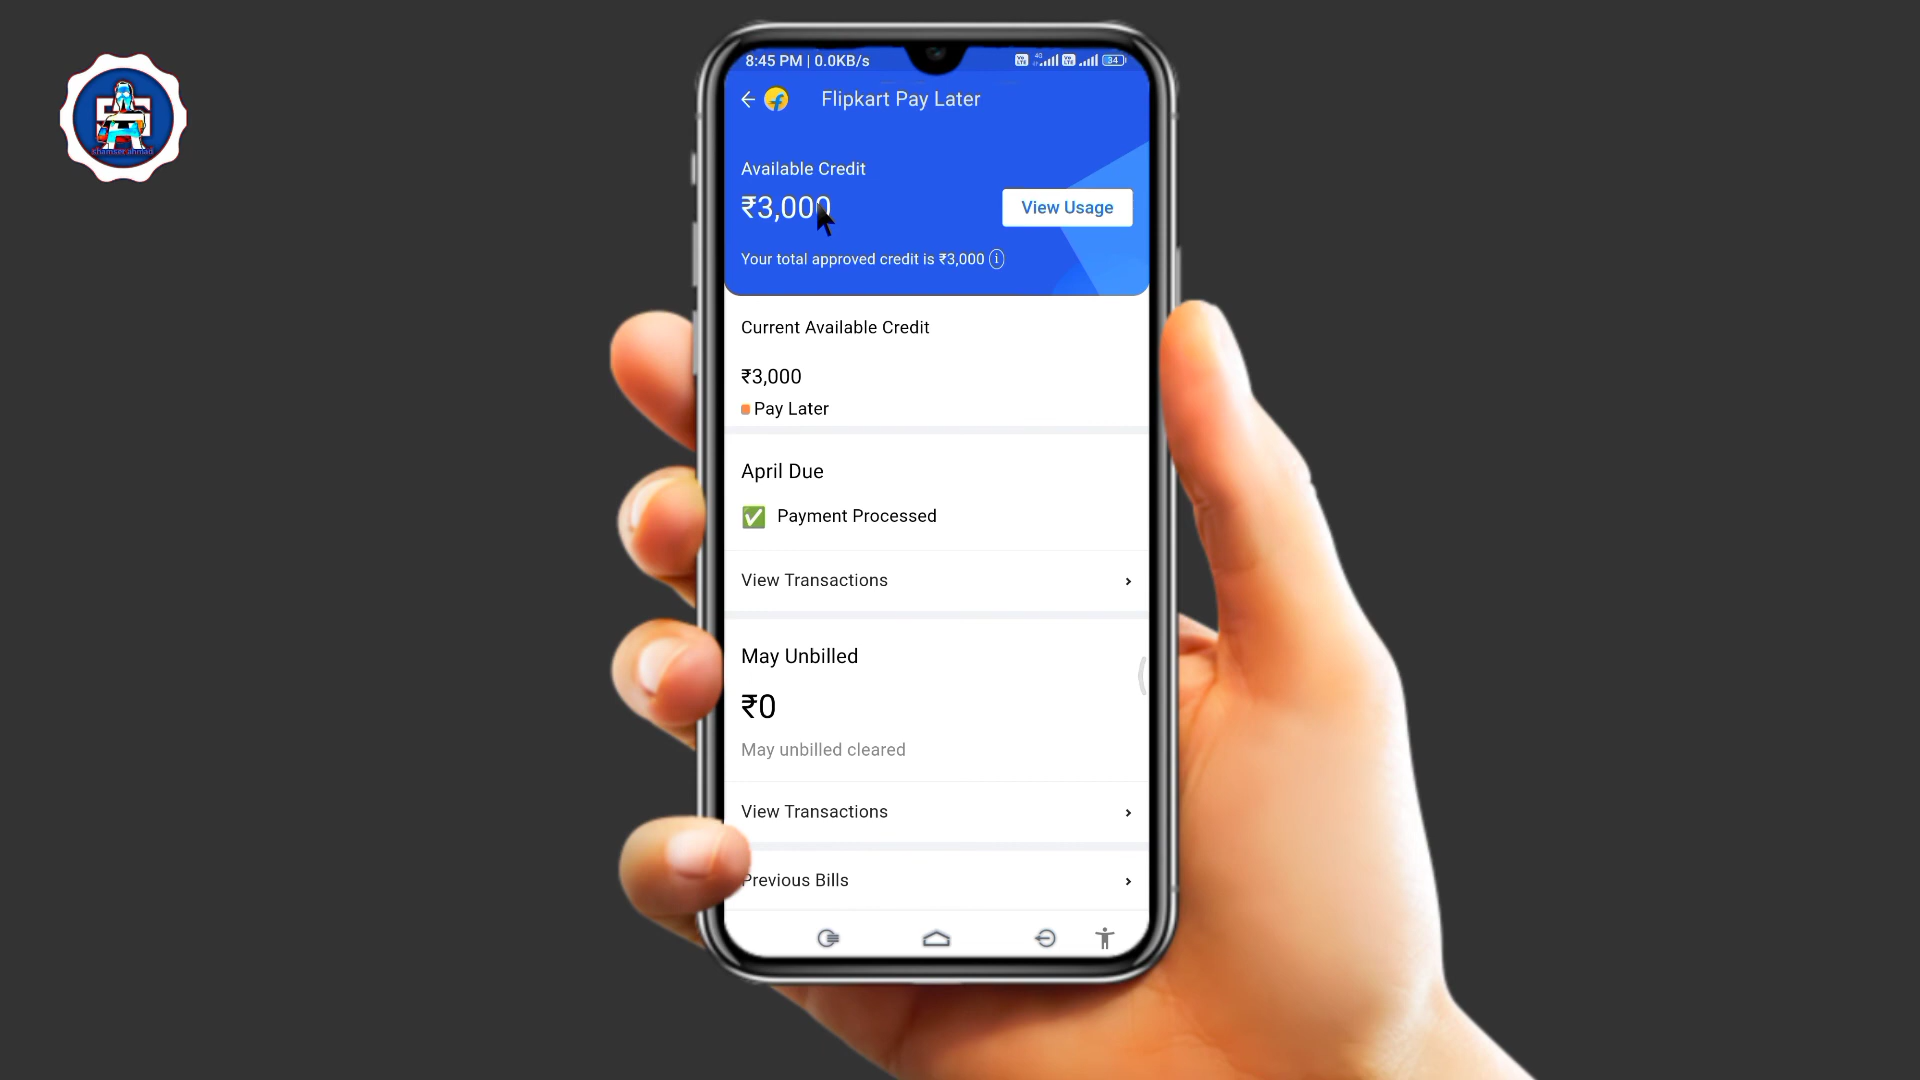 8:45 PM | 0.0KB/s
34
Flipkart Pay Later
Available Credit
₹3,000
View Usage
Your total approved credit is ₹3,000
Current Available Credit
₹3,000
Pay Later
April Due
Payment Processed
View Transactions
May Unbilled
₹0
May unbilled cleared
View Transactions
Previous Bills